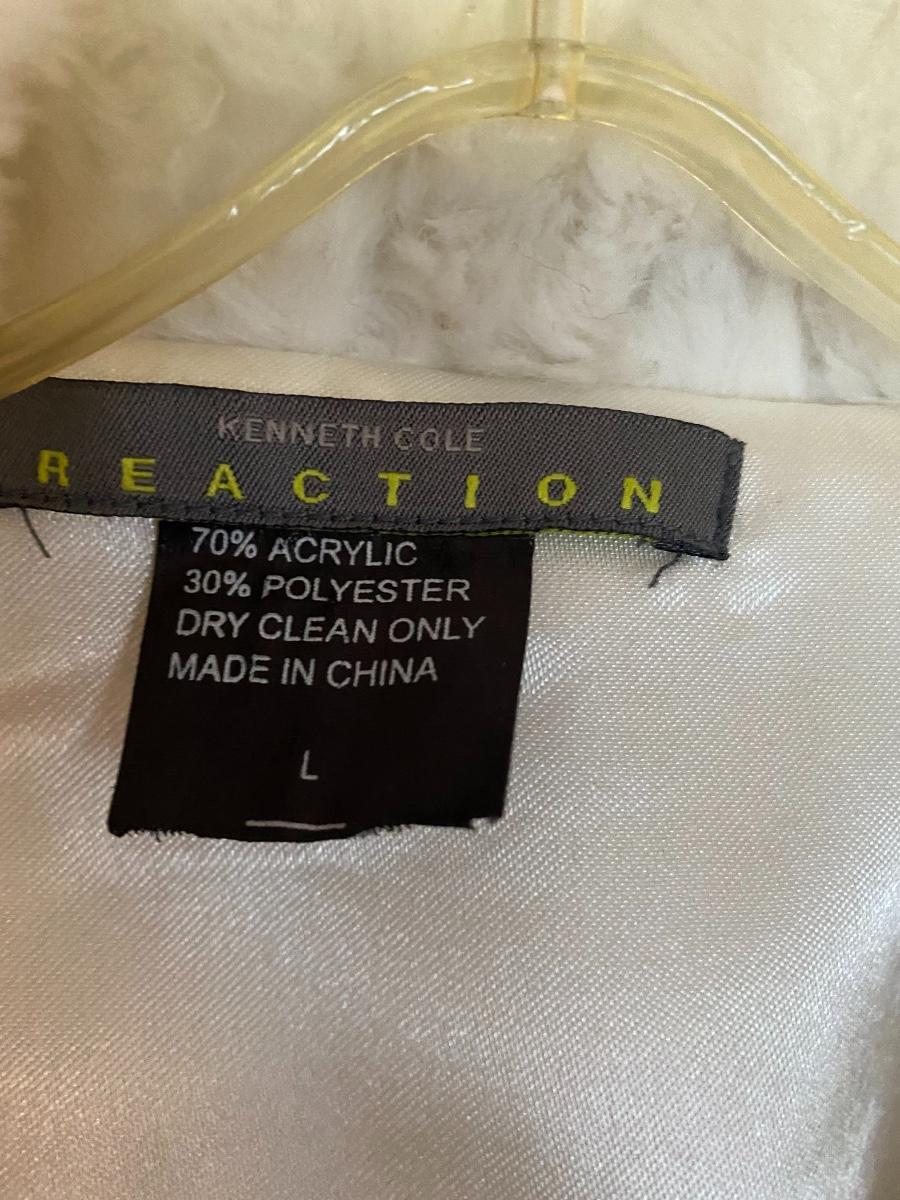 KENNETH COLE
REACTION
70% ACRYLIC
30% POLYESTER
DRY CLEAN ONLY
MADE IN CHINA
L